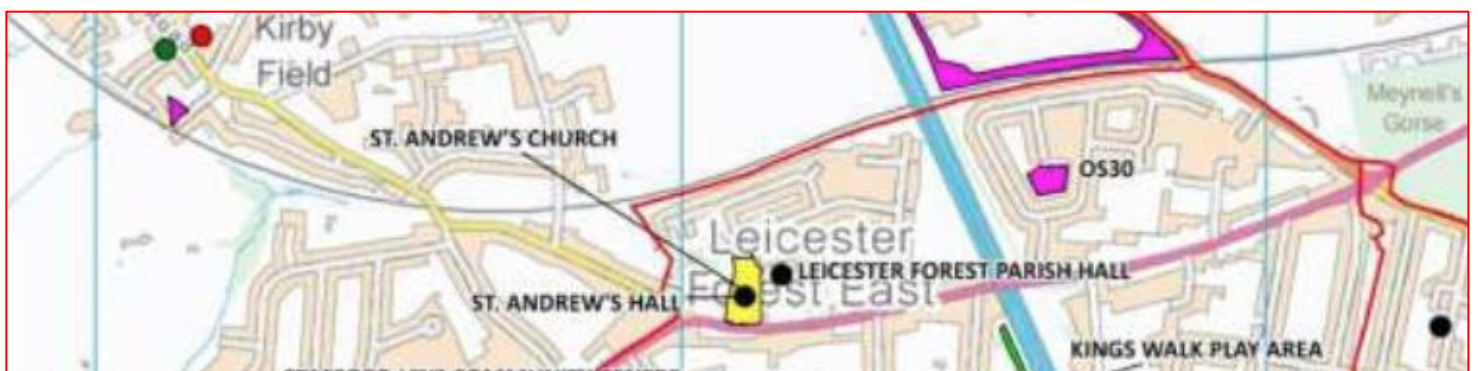 Kirby
Field
Meynell's
Gorse
ST. ANDREW'S CHURCH
OS30
Leicester
Forest East
LEICESTER FOREST PARISH HALL
ST. ANDREW'S HALL
KINGS WALK PLAY AREA